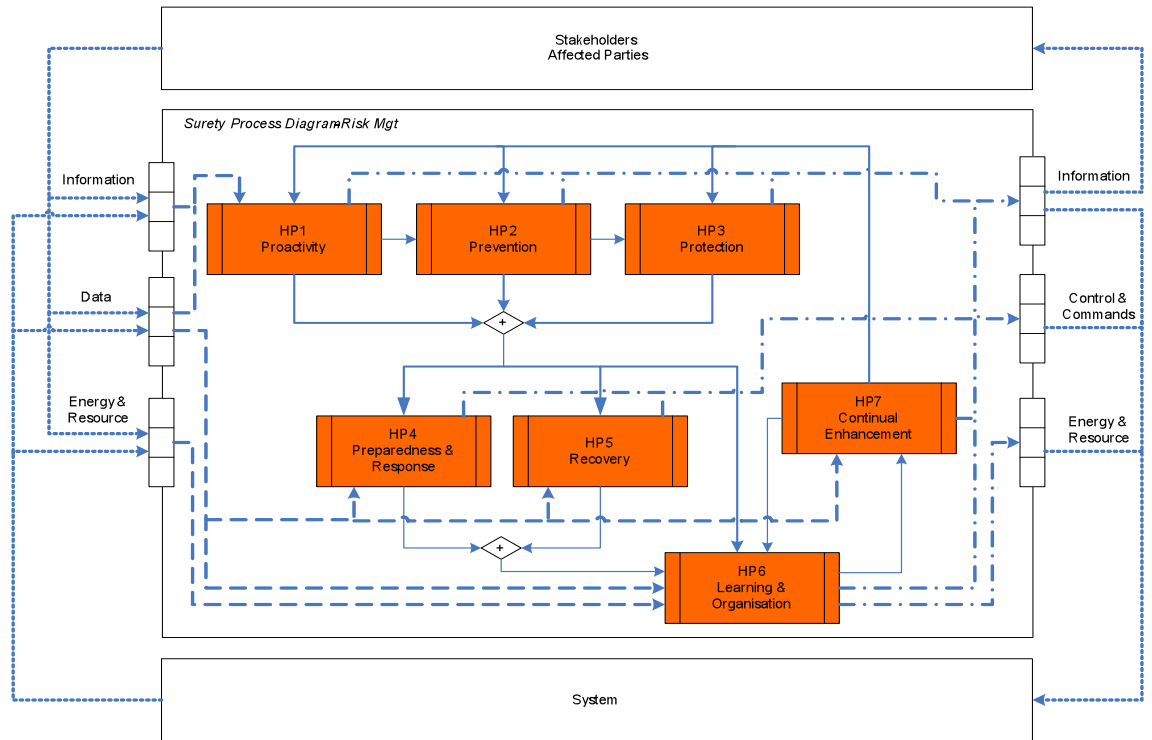 Stakeholders
Affected Parties
Surety Process Diagram-Risk Mgt
Information
Information
HP1
Proactivity
HP2
Prevention
HP3
Protection
Data
Control &
Commands
+
Energy &
Resource
Energy &
Resource
HP4
Preparedness &
Response
HP5
Recovery
HP7
Continual
Enhancement
+
HP6
Learning &
Organisation
System